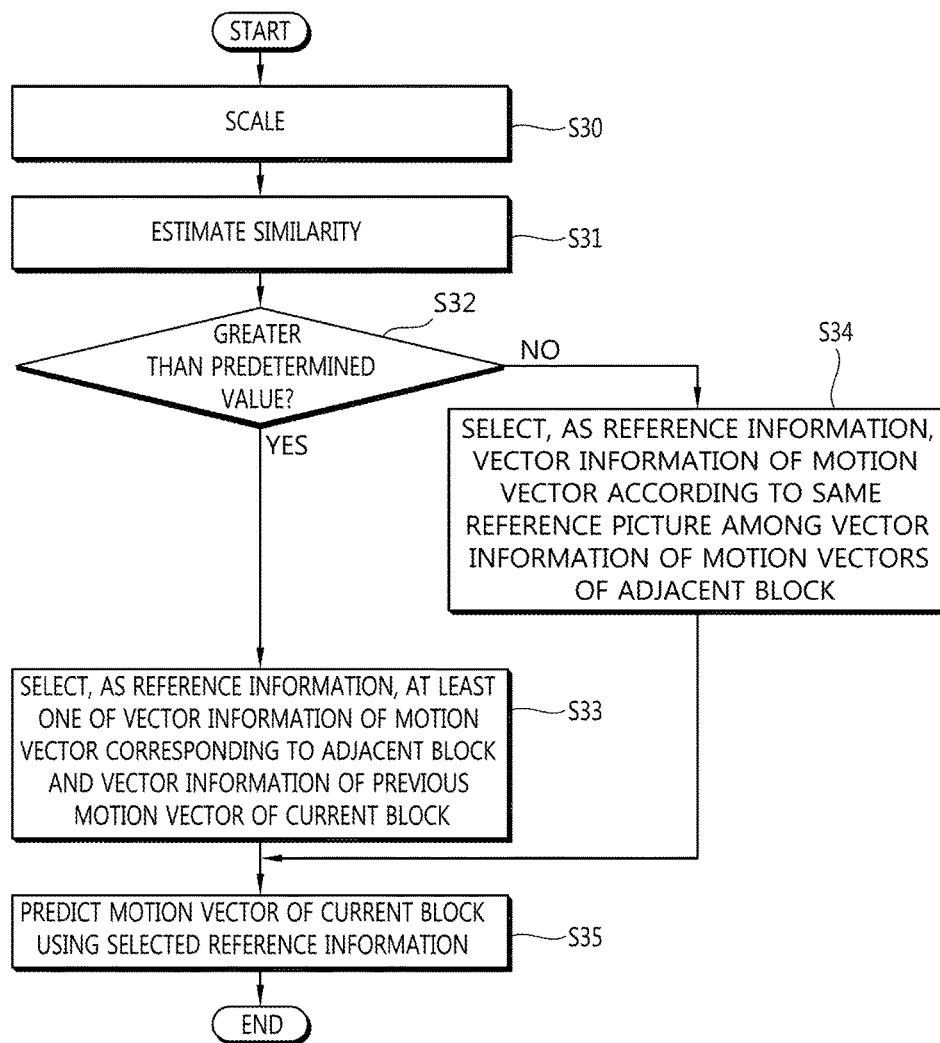 START
SCALE
S30
ESTIMATE SIMILARITY
S31
S32
GREATER
THAN PREDETERMINED
VALUE?
NO
YES
S34
SELECT, AS REFERENCE INFORMATION,
VECTOR INFORMATION OF MOTION
VECTOR ACCORDING TO SAME
REFERENCE PICTURE AMONG VECTOR
INFORMATION OF MOTION VECTORS
OF ADJACENT BLOCK
SELECT, AS REFERENCE INFORMATION, AT LEAST
ONE OF VECTOR INFORMATION OF MOTION
VECTOR CORRESPONDING TO ADJACENT BLOCK
AND VECTOR INFORMATION OF PREVIOUS
MOTION VECTOR OF CURRENT BLOCK
S33
PREDICT MOTION VECTOR OF CURRENT BLOCK
USING SELECTED REFERENCE INFORMATION
S35
END